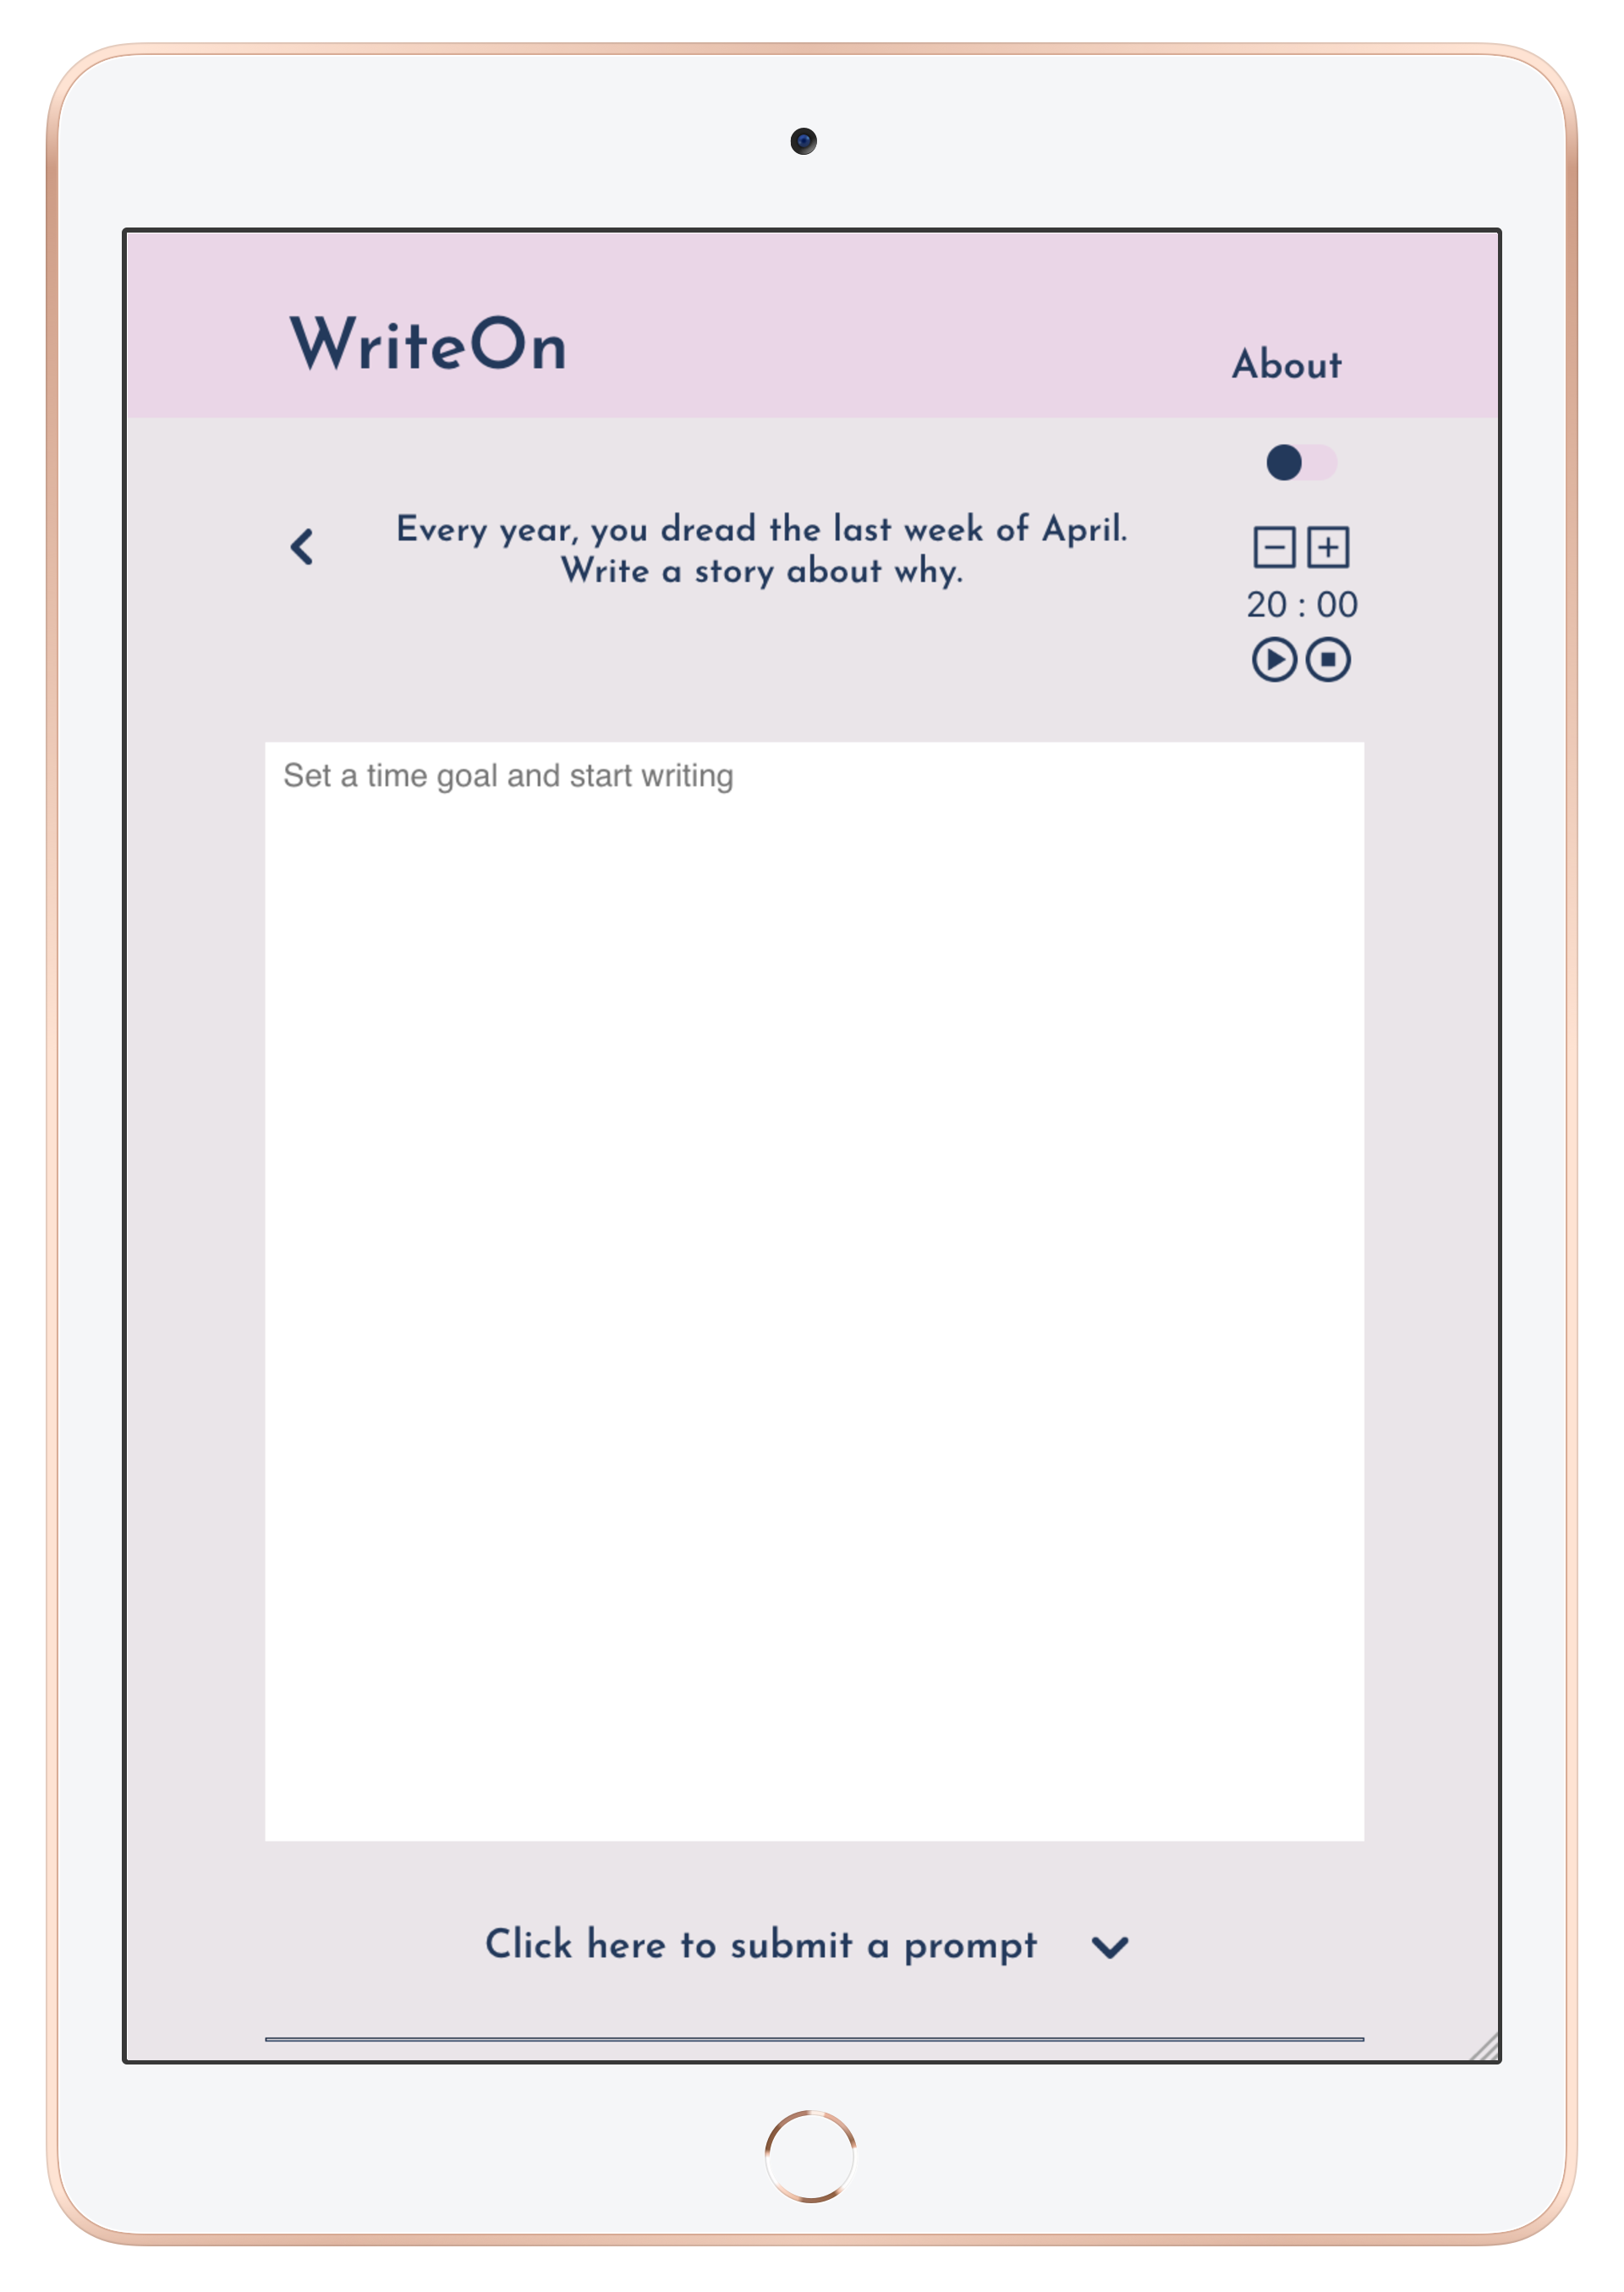 WriteOn
About
Every year, you dread the last week of April.
Write a story about why.
20 : 00
Set a time goal and start writing
Click here to submit a prompt